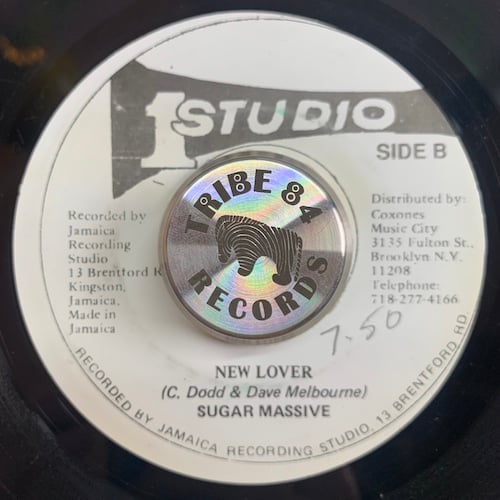 1 STUDIO
SIDE B
TRIBE 84
RECORDS
Recorded by
Jamaica
Recording
Studio
13 Brentford R
Kingston,
Jamaica.
Made in
Jamaica
Distributed by:
Coxones
Music City
3135 Fulton St.,
Brooklyn N.Y.
11208
Telephone:
718-277-4166
7.50
NEW LOVER
(C. Dodd & Dave Melbourne)
SUGAR MASSIVE
RECORDED BY JAMAICA RECORDING STUDIO, 13 BRENTFORD RD